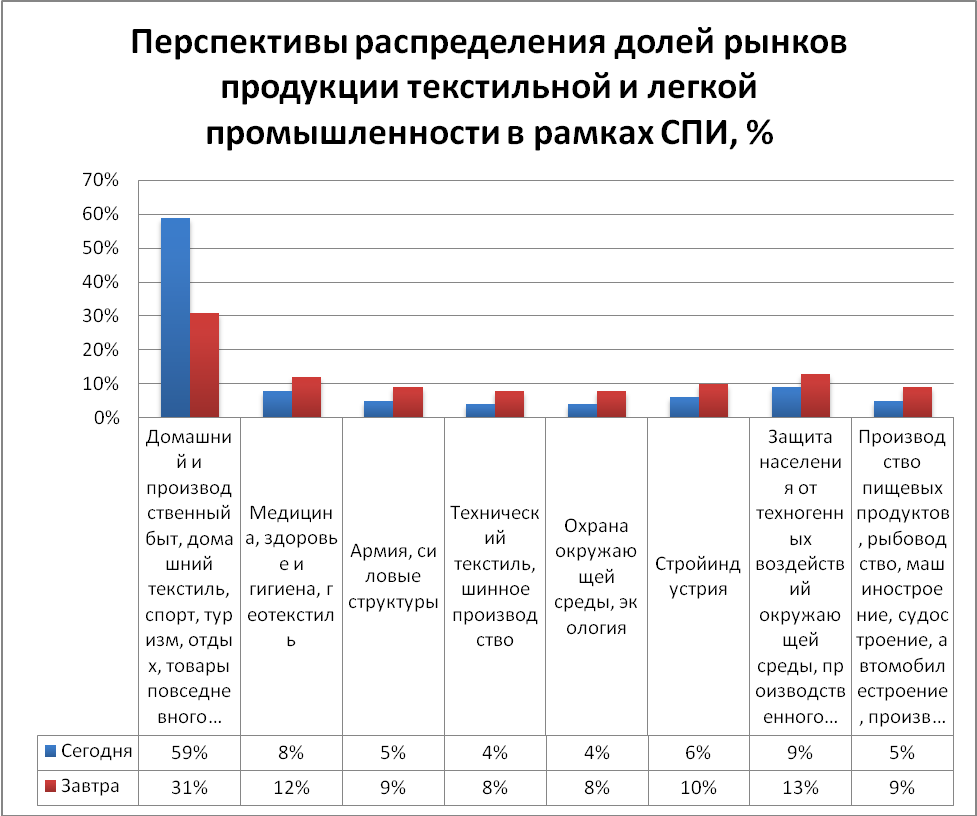 Перспективы распределения долей рынков
продукции текстильной и легкой
промышленности в рамках СПИ, %
70%
60%
50%
40%
30%
20%
10%
0%
Домашни
й и
производ
ственный
быт, дома
шний
текстиль,
спорт, тур
изм, отды
х, товары
повседне
вного…
Медицин
а, здоровь
е и
гигиена, г
еотекстил
ь
Армия, си
ловые
структуры
Техническ
ий
текстиль,
шинное
производ
ство
Охрана
окружаю
щей
среды, эк
ология
Стройинд
устрия
Защита
населени
я от
техногенн
ых
воздейств
ий
окружаю
щей
среды, пр
оизводств
енного…
Производ
ство
пищевых
продуктов
, рыбовод
ство, маш
инострое
ние, судос
троение, а
втомобил
естроение
, произв…
Сегодня 59% 8% 5% 4% 4% 6% 9% 5%
Завтра 31% 12% 9% 8% 8% 10% 13% 9%